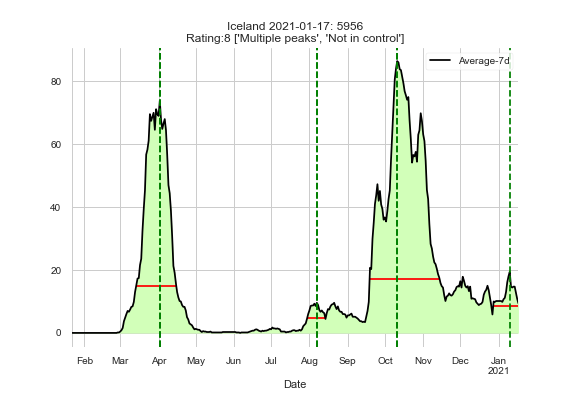 Iceland 2021-01-17: 5956
Rating:8 ['Multiple peaks', 'Not in control']
Average-7d
80
60
40
20
0
Feb Mar Apr May Jun Jul Aug Sep Oct Nov Dec Jan
2021
Date